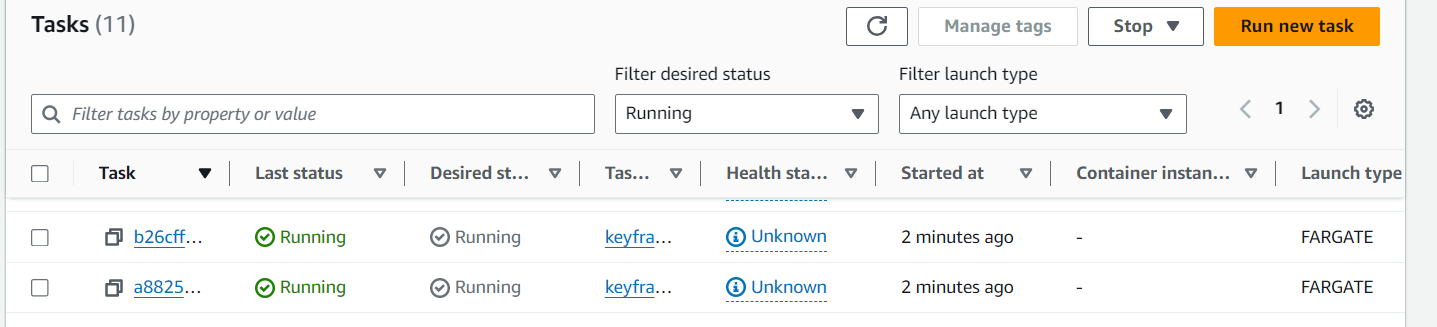 Tasks (11)
Manage tags
Stop
Run new task
Filter desired status
Filter launch type
Filter tasks by property or value
Running
Any launch type
1
Task Last status Desired st... Tas... Health sta... Started at Container instan... Launch type
b26cff... Running Running keyfra... Unknown 2 minutes ago - FARGATE
a8825... Running Running keyfra... Unknown 2 minutes ago - FARGATE